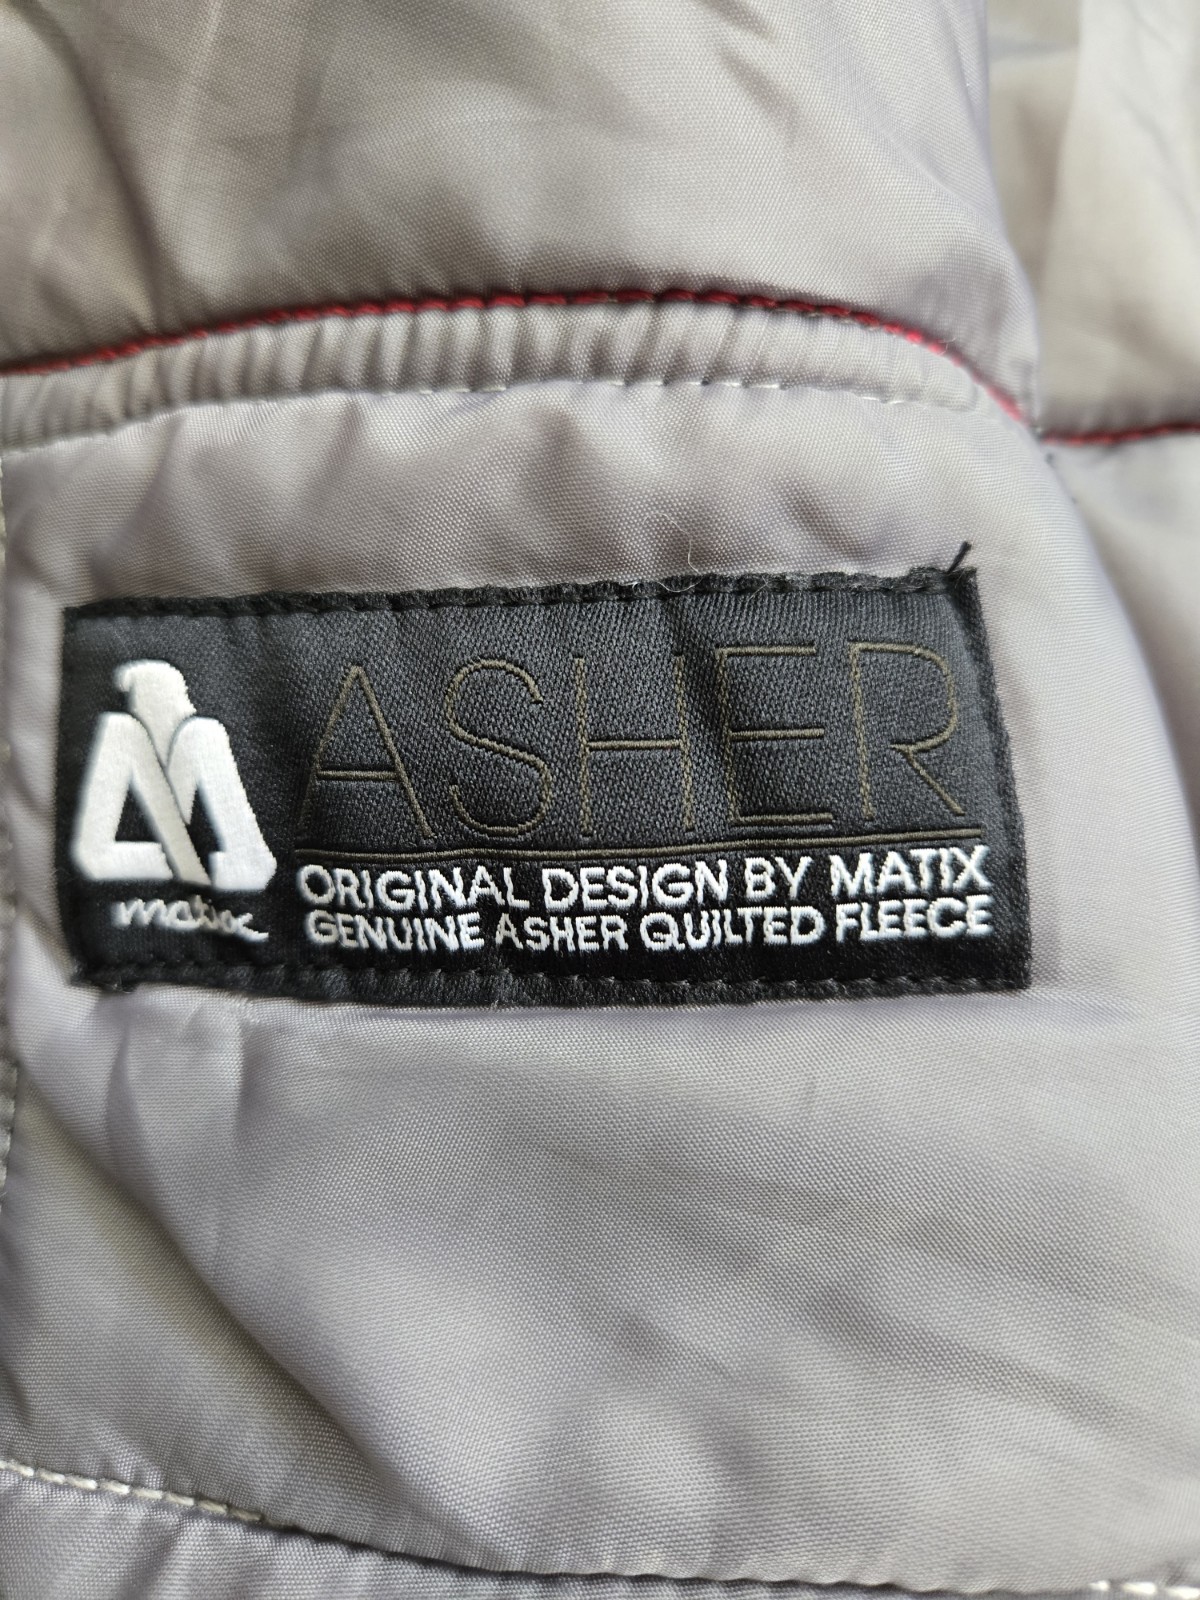 ASHER
ORIGINAL DESIGN BY MATIX
GENUINE ASHER QUILTED FLEECE
matix